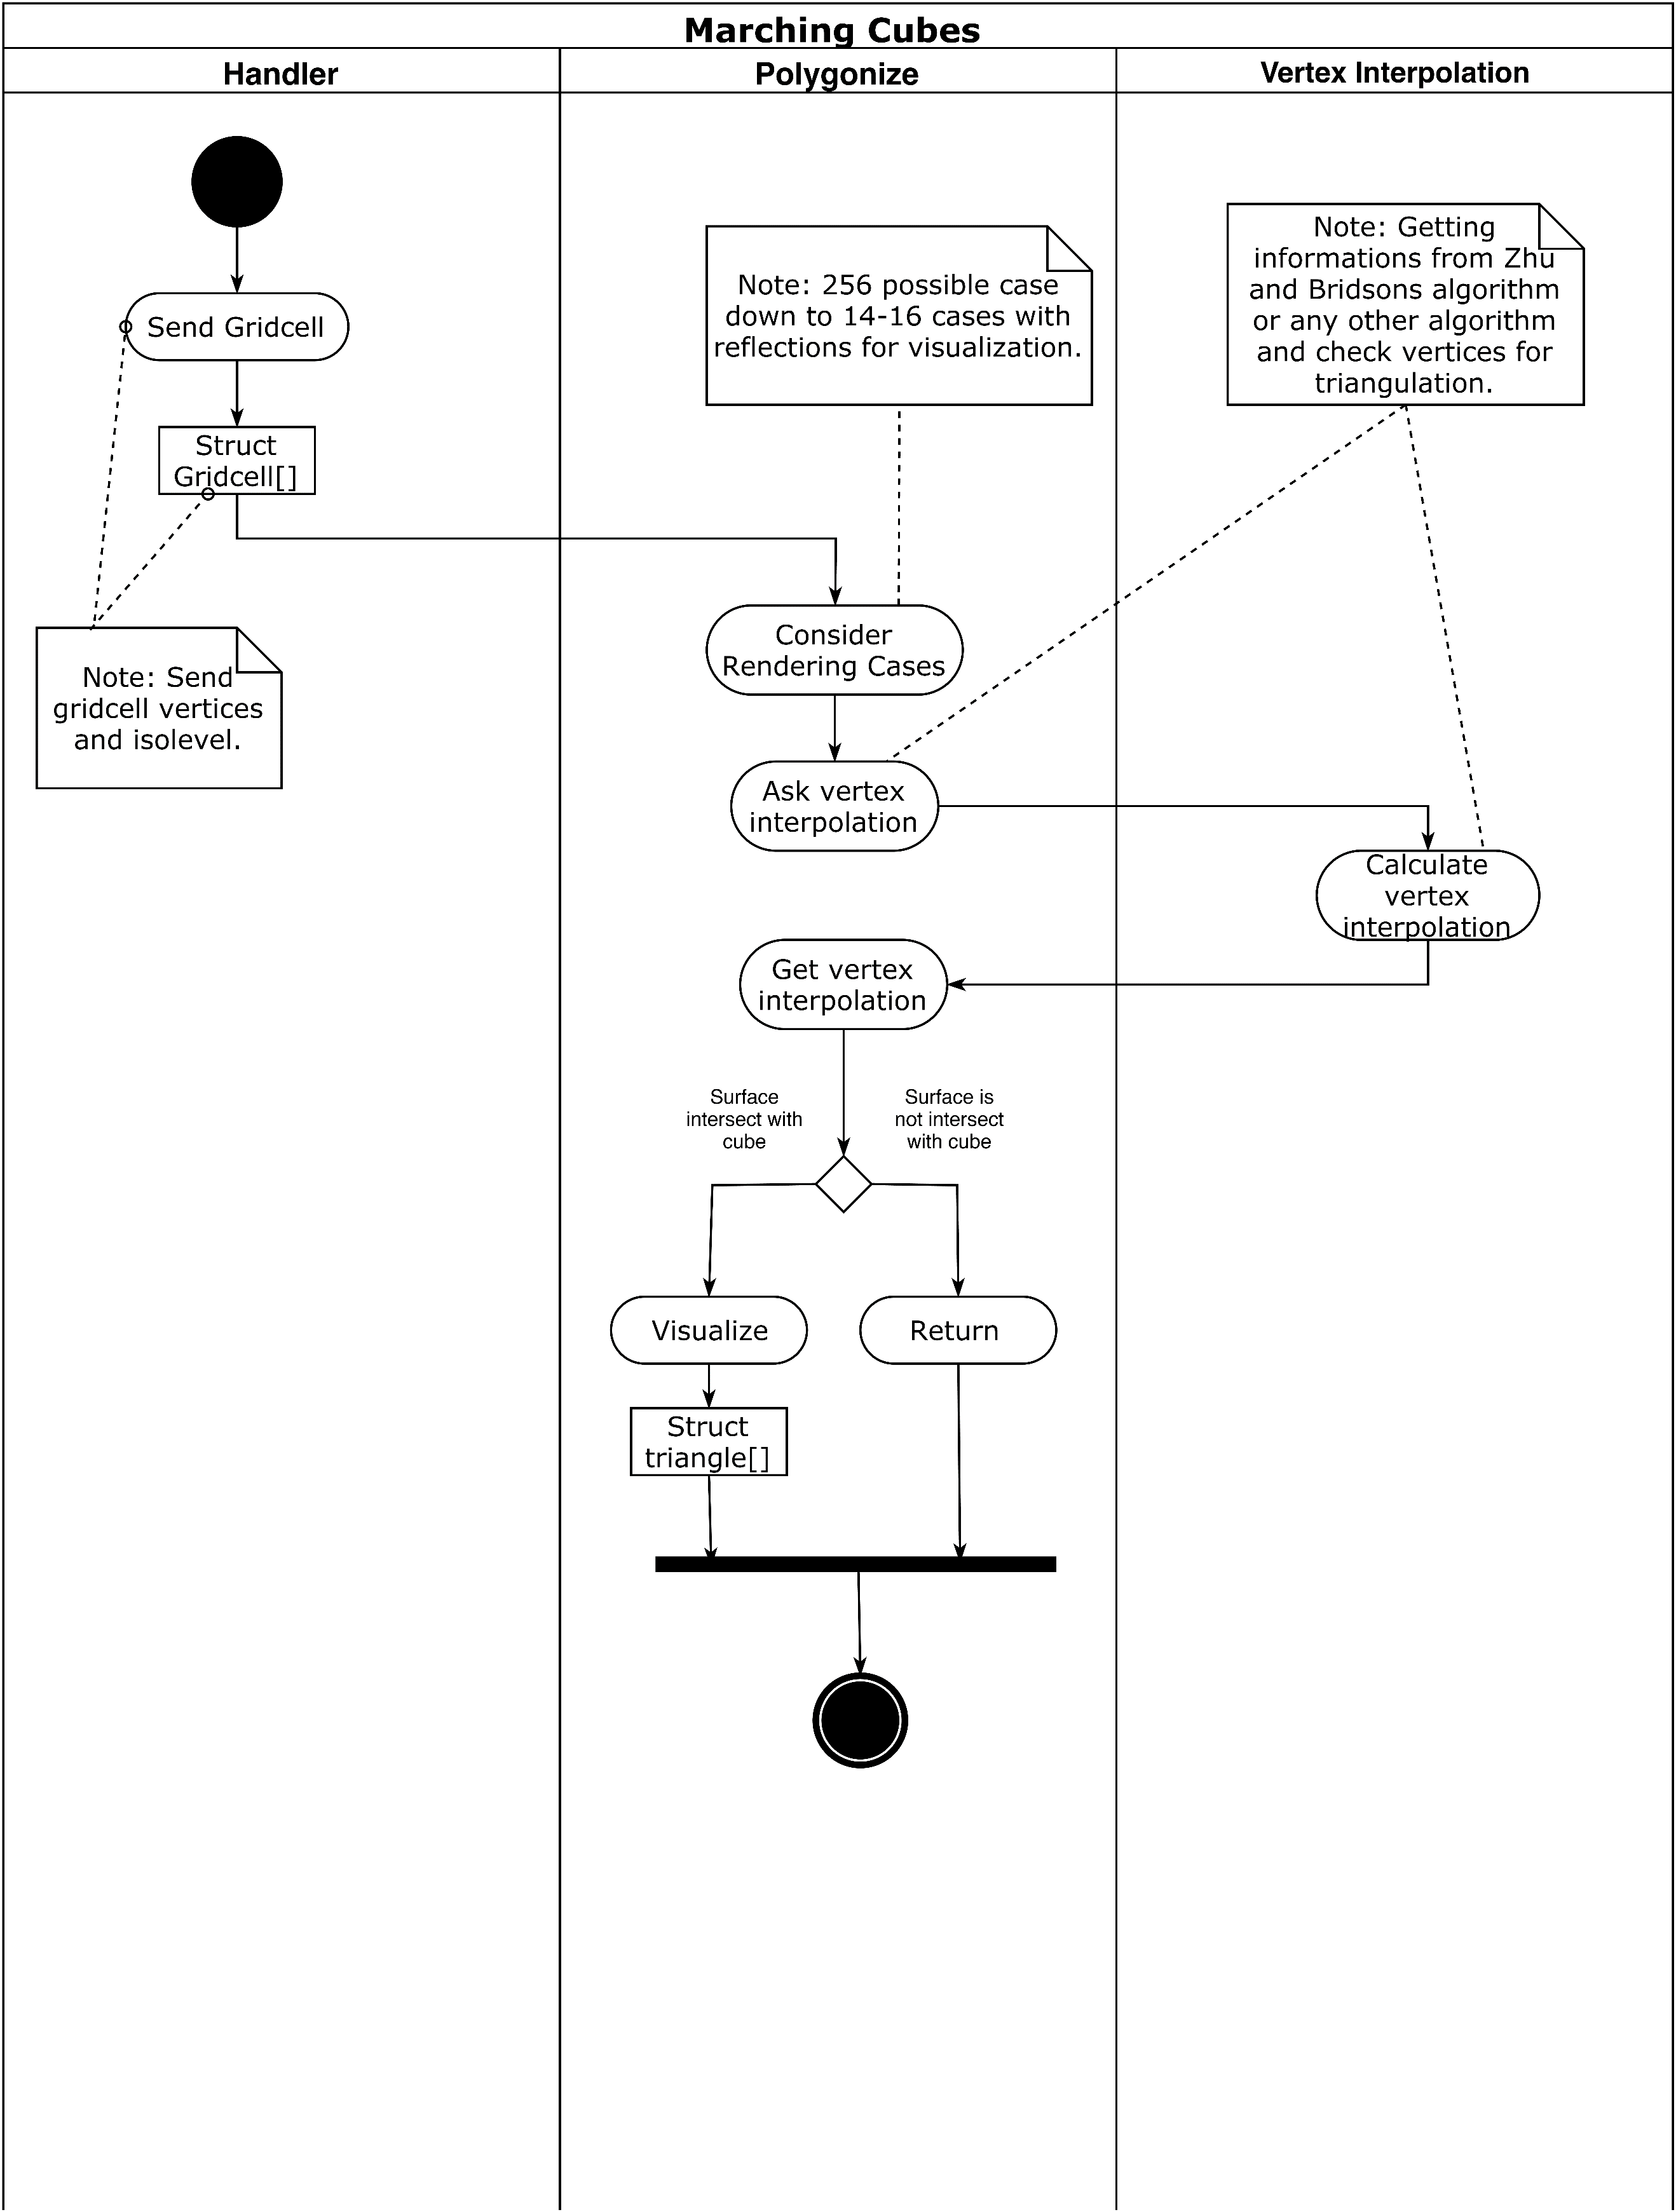 Marching Cubes
Handler
Polygonize
Vertex Interpolation
Send Gridcell
Struct
Gridcell[]
Note: Send
gridcell vertices
and isolevel.
Note: 256 possible case
down to 14-16 cases with
reflections for visualization.
Note: Getting
informations from Zhu
and Bridsons algorithm
or any other algorithm
and check vertices for
triangulation.
Consider
Rendering Cases
Ask vertex
interpolation
Calculate
vertex
interpolation
Get vertex
interpolation
Surface
intersect with
cube
Surface is
not intersect
with cube
Visualize
Return
Struct
triangle[]